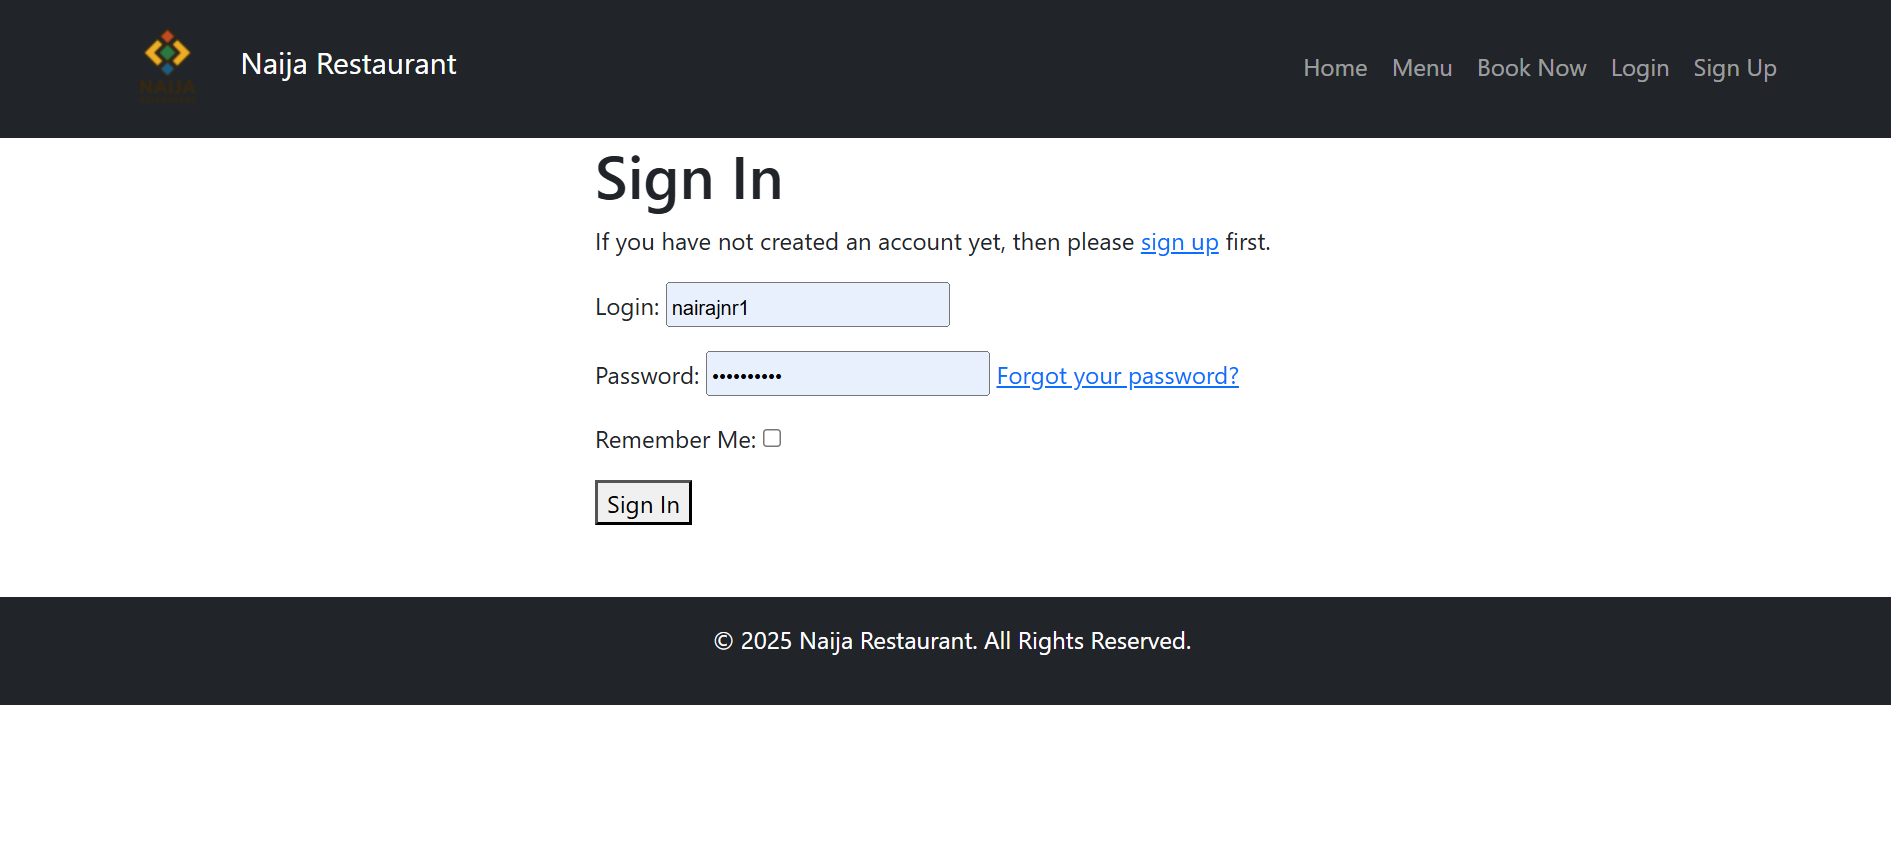 NAIJA
Naija Restaurant
Home Menu Book Now Login Sign Up
Sign In
If you have not created an account yet, then please sign up first.
Login: nairajnr1
Password: •••••••••• Forgot your password?
Remember Me:
Sign In
© 2025 Naija Restaurant. All Rights Reserved.